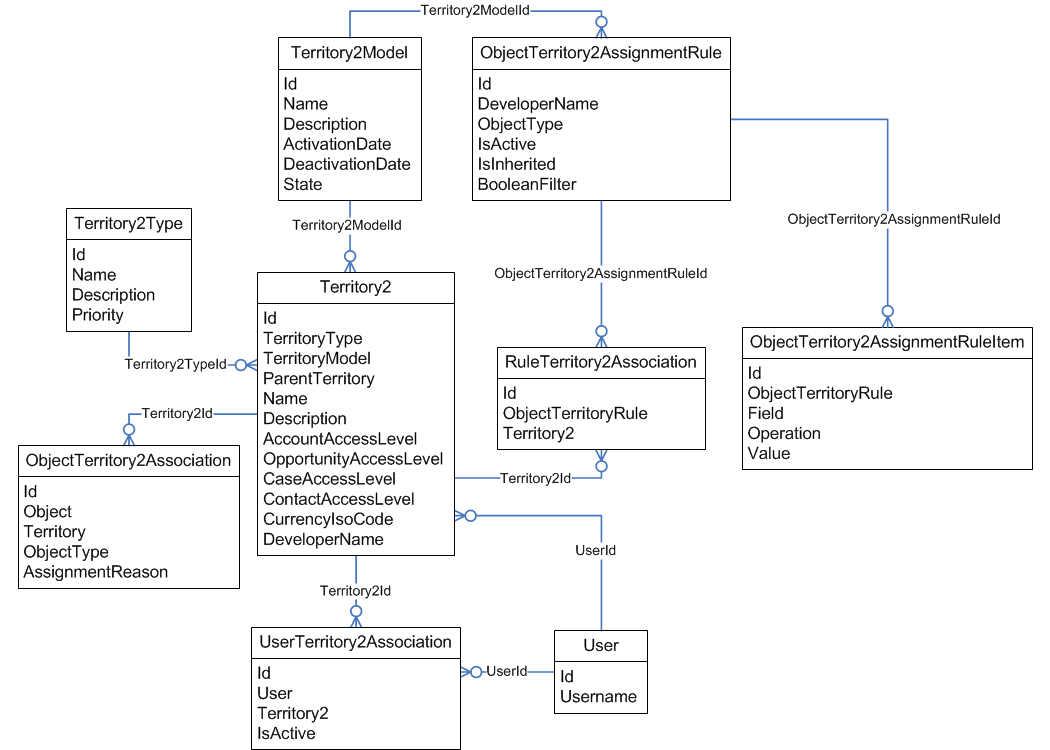 Territory2ModelId
Territory2Model
Id
Name
Description
ActivationDate
DeactivationDate
State
ObjectTerritory2AssignmentRule
Id
DeveloperName
ObjectType
IsActive
IsInherited
BooleanFilter
Territory2ModelId
ObjectTerritory2AssignmentRuleId
ObjectTerritory2AssignmentRuleId
Territory2Type
Id
Name
Description
Priority
Territory2TypeId
Territory2
Id
TerritoryType
TerritoryModel
ParentTerritory
Name
Description
AccountAccessLevel
OpportunityAccessLevel
CaseAccessLevel
ContactAccessLevel
CurrencyIsoCode
DeveloperName
RuleTerritory2Association
Id
ObjectTerritoryRule
Territory2
ObjectTerritory2AssignmentRuleItem
Id
ObjectTerritoryRule
Field
Operation
Value
Territory2Id
ObjectTerritory2Association
Id
Object
Territory
ObjectType
AssignmentReason
Territory2Id
UserId
Territory2Id
UserTerritory2Association
Id
User
Territory2
IsActive
UserId
User
Id
Username